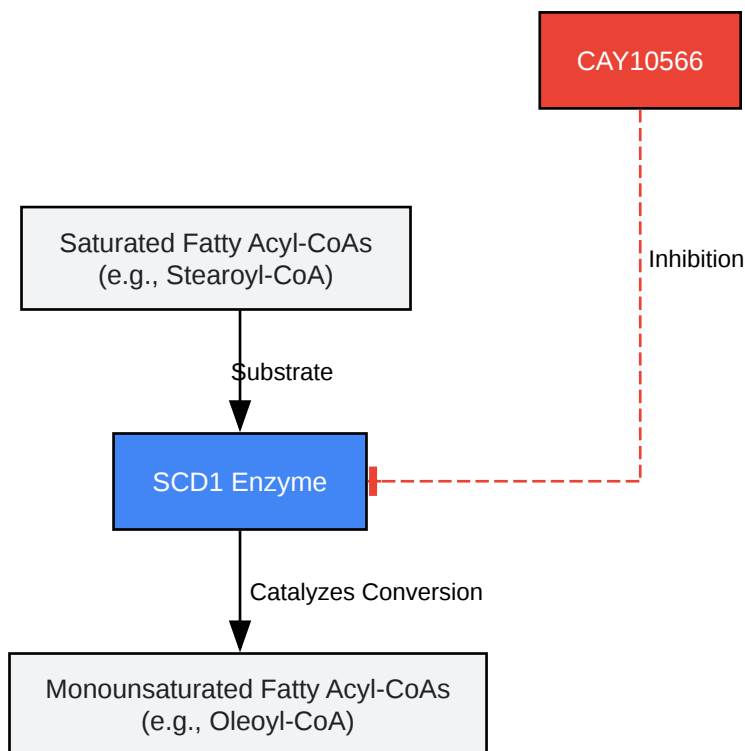 CAY10566
Saturated Fatty Acyl-CoAs
(e.g., Stearoyl-CoA)
Inhibition
Substrate
SCD1 Enzyme
Catalyzes Conversion
Monounsaturated Fatty Acyl-CoAs
(e.g., Oleoyl-CoA)